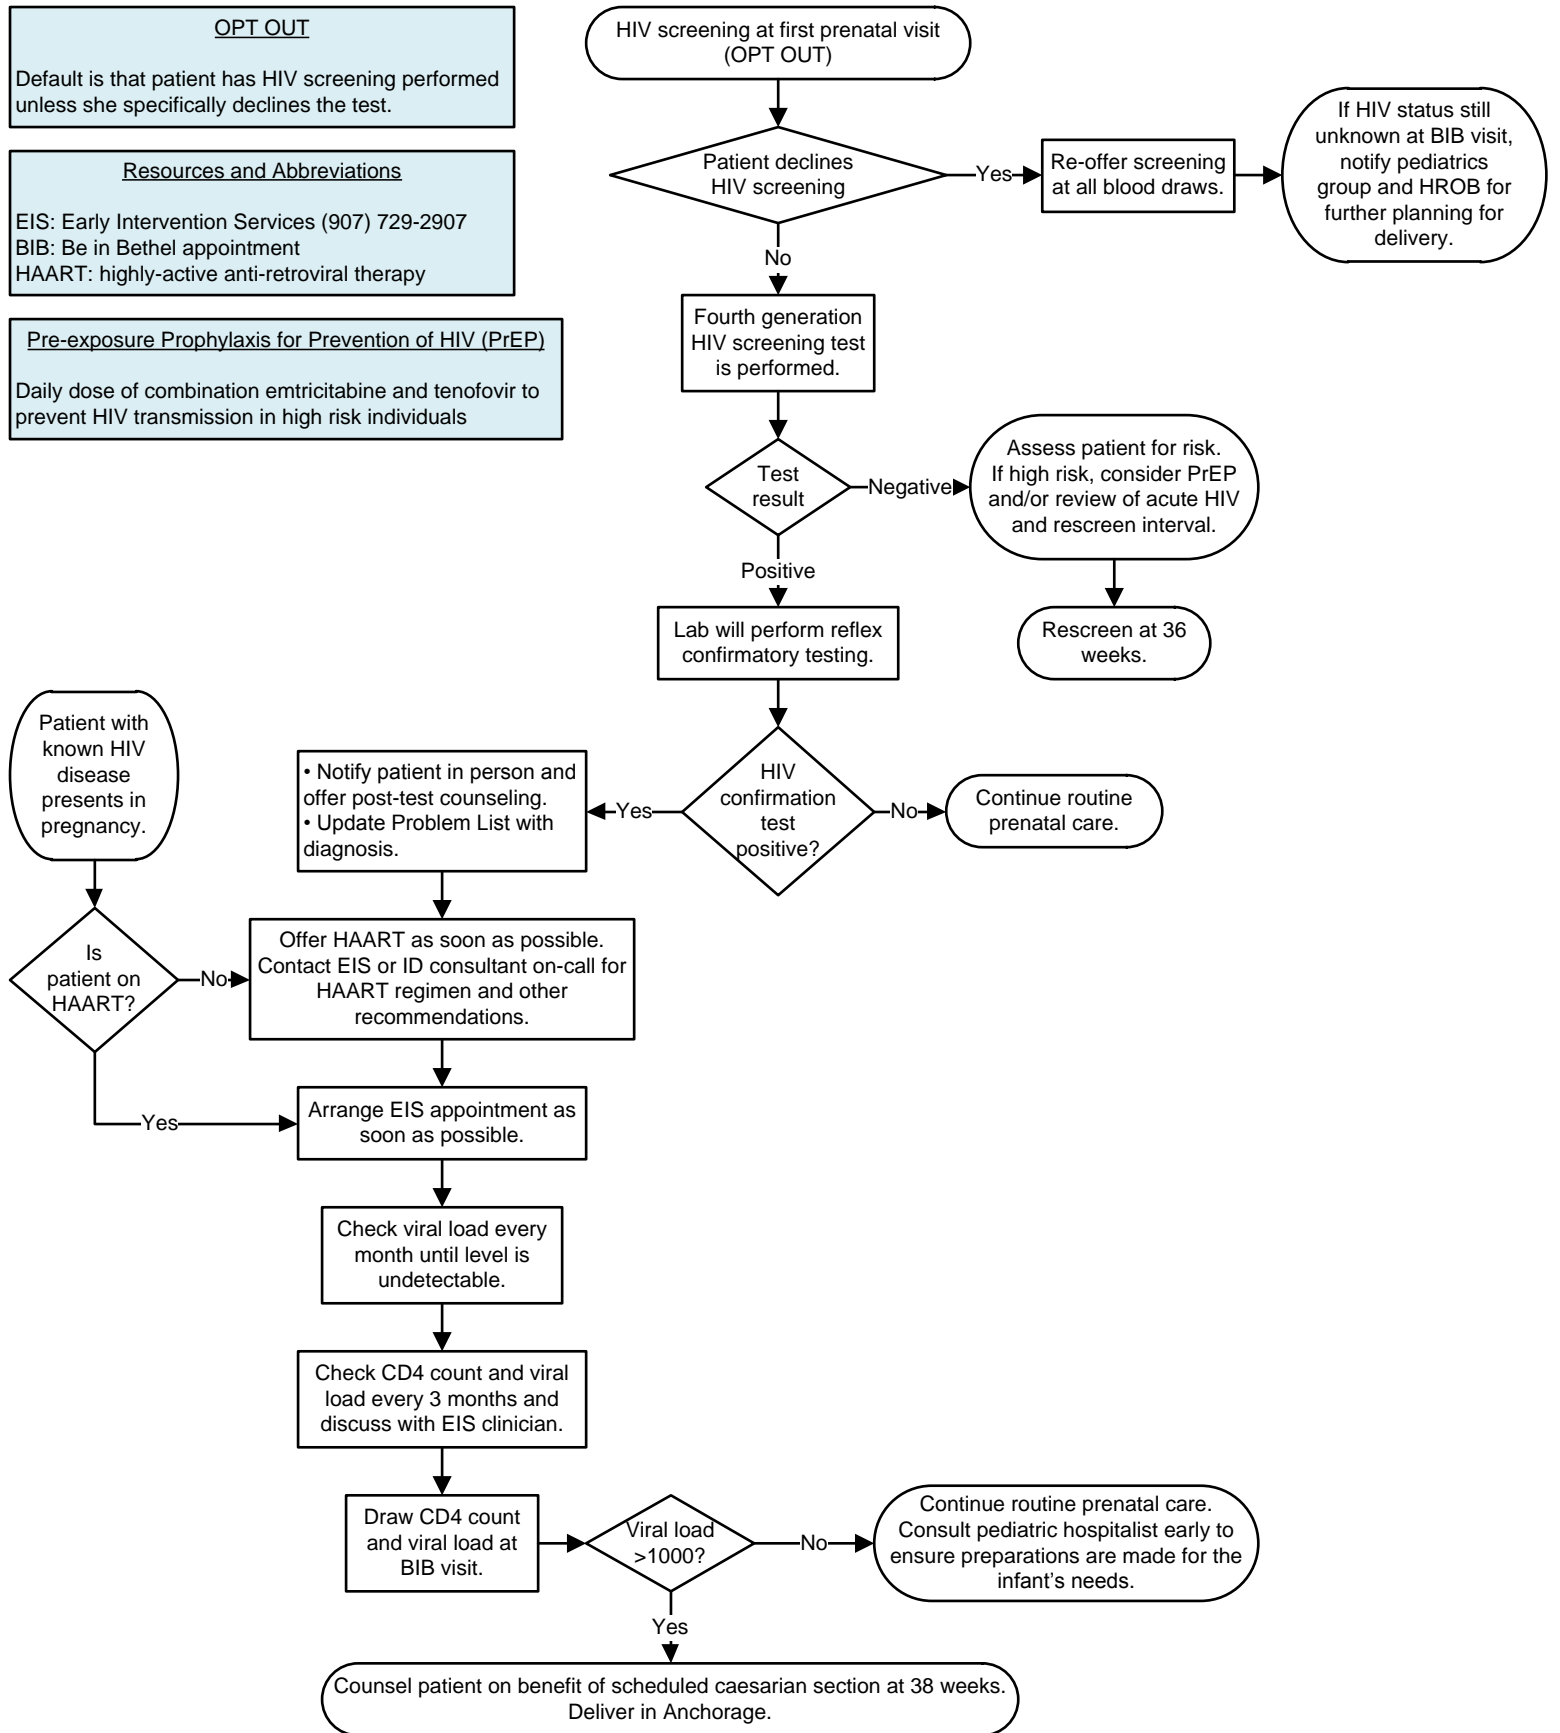 OPT OUT
Default is that patient has HIV screening performed
unless she specifically declines the test.
Resources and Abbreviations
EIS: Early Intervention Services (907) 729-2907
BIB: Be in Bethel appointment
HAART: highly-active anti-retroviral therapy
Pre-exposure Prophylaxis for Prevention of HIV (PrEP)
Daily dose of combination emtricitabine and tenofovir to
prevent HIV transmission in high risk individuals
HIV screening at first prenatal visit
(OPT OUT)
Patient declines
HIV screening
Yes
Re-offer screening
at all blood draws.
If HIV status still
unknown at BIB visit,
notify pediatrics
group and HROB for
further planning for
delivery.
No
Fourth generation
HIV screening test
is performed.
Test
result
Negative
Assess patient for risk.
If high risk, consider PrEP
and/or review of acute HIV
and rescreen interval.
Rescreen at 36
weeks.
Positive
Lab will perform reflex
confirmatory testing.
HIV
confirmation
test
positive?
No
Continue routine
prenatal care.
Yes
• Notify patient in person and
offer post-test counseling.
• Update Problem List with
diagnosis.
Patient with
known HIV
disease
presents in
pregnancy.
Is
patient on
HAART?
No
Offer HAART as soon as possible.
Contact EIS or ID consultant on-call for
HAART regimen and other
recommendations.
Yes
Arrange EIS appointment as
soon as possible.
Check viral load every
month until level is
undetectable.
Check CD4 count and viral
load every 3 months and
discuss with EIS clinician.
Draw CD4 count
and viral load at
BIB visit.
Viral load
>1000?
No
Continue routine prenatal care.
Consult pediatric hospitalist early to
ensure preparations are made for the
infant's needs.
Yes
Counsel patient on benefit of scheduled caesarian section at 38 weeks.
Deliver in Anchorage.